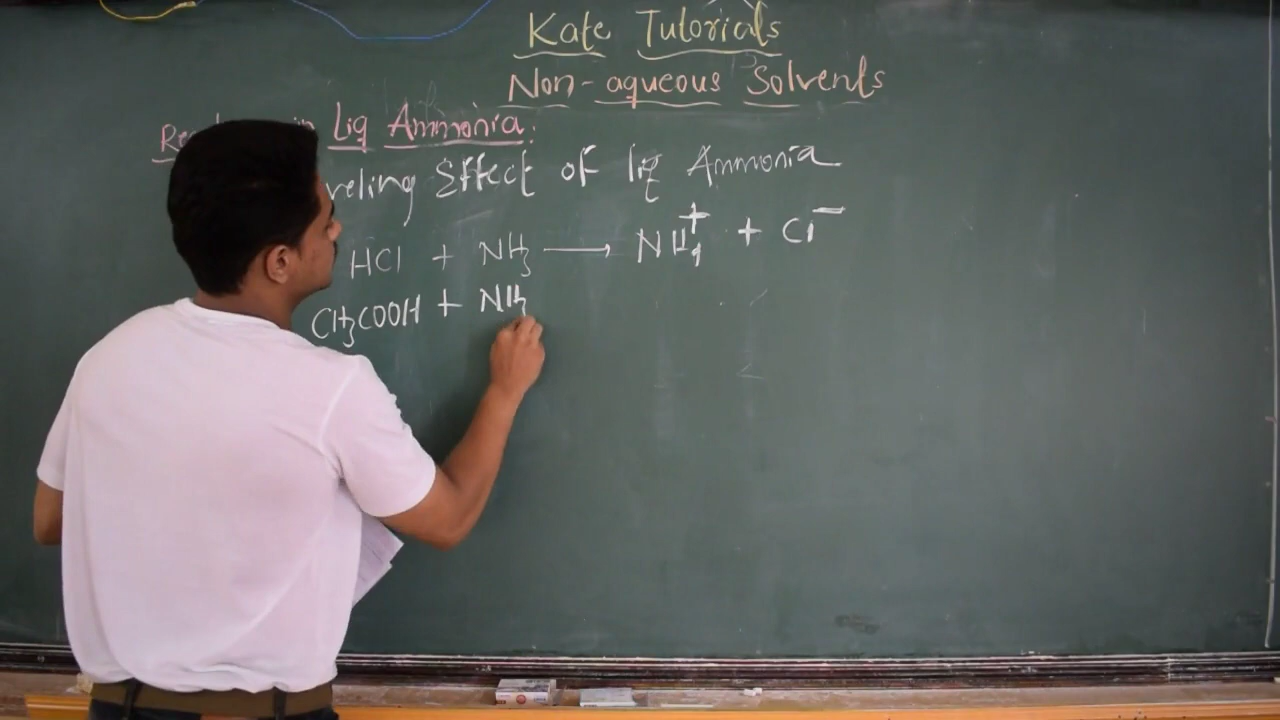 Kate Tutorials
Non-aqueous Solvents
in Liq Ammonia:
veling Effect of liq Ammonia
HCl + NH₃ ⟶ NH₄⁺ + Cl⁻
CH₃COOH + NH₃